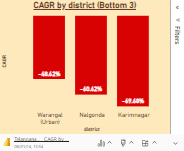 CAGR by district (Bottom 3)
Filters
CAGR
-48.62%
-60.62%
-69.60%
Warangal Nalgonda Karimnagar
(Urban)
district
Telangana ... CAGR by ...